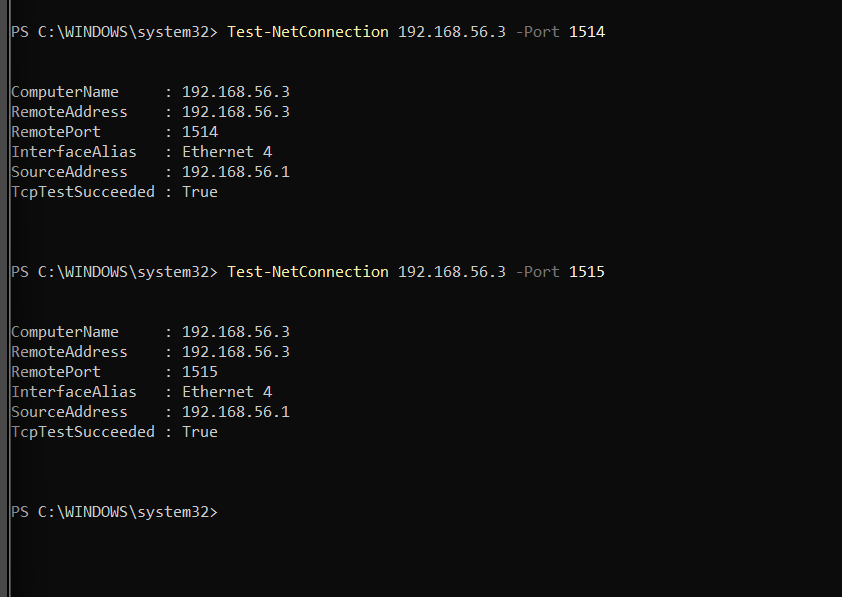 PS C:\WINDOWS\system32> Test-NetConnection 192.168.56.3 -Port 1514
ComputerName     : 192.168.56.3
RemoteAddress    : 192.168.56.3
RemotePort       : 1514
InterfaceAlias   : Ethernet 4
SourceAddress    : 192.168.56.1
TcpTestSucceeded : True
PS C:\WINDOWS\system32> Test-NetConnection 192.168.56.3 -Port 1515
ComputerName     : 192.168.56.3
RemoteAddress    : 192.168.56.3
RemotePort       : 1515
InterfaceAlias   : Ethernet 4
SourceAddress    : 192.168.56.1
TcpTestSucceeded : True
PS C:\WINDOWS\system32>